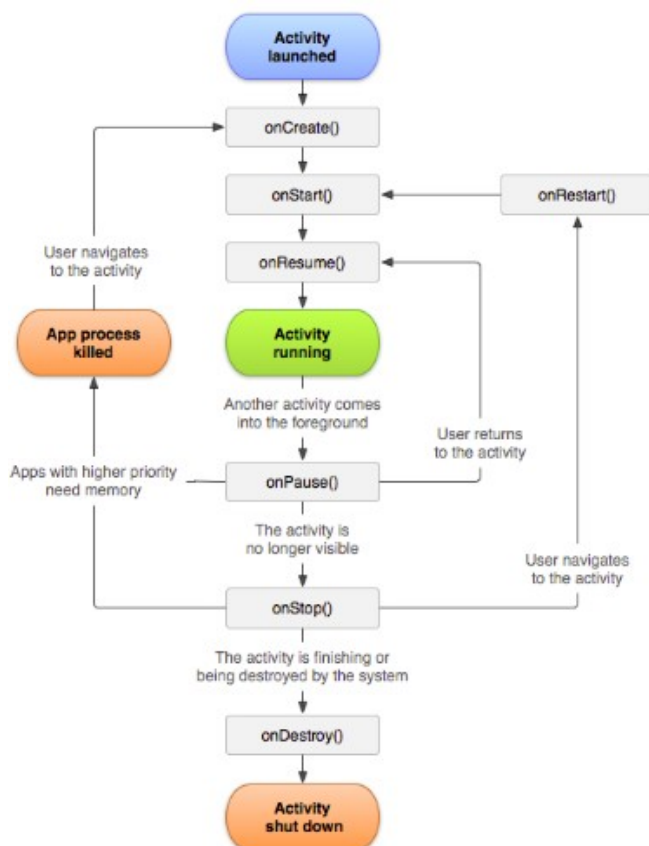 Activity
launched
onCreate()
onStart()
onRestart()
User navigates
to the activity
onResume()
App process
killed
Activity
running
Another activity comes
into the foreground
User returns
to the activity
Apps with higher priority
need memory
onPause()
The activity is
no longer visible
User navigates
to the activity
onStop()
The activity is finishing or
being destroyed by the system
onDestroy()
Activity
shut down